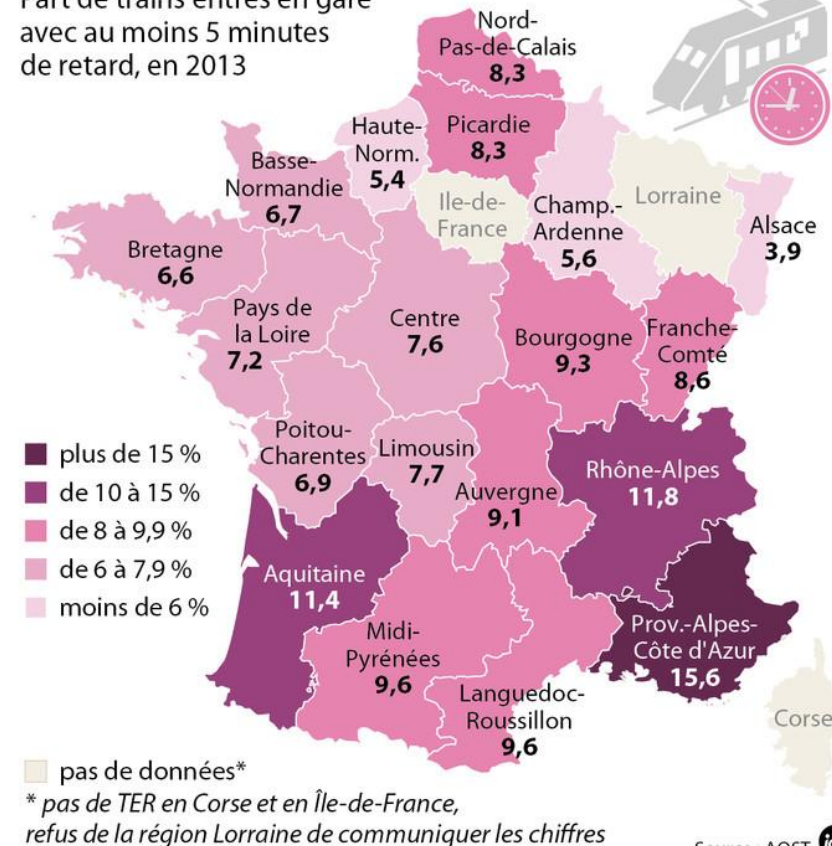 Part de trains entrés en gare
avec au moins 5 minutes
de retard, en 2013
Nord-
Pas-de-Calais
8,3
Picardie
8,3
Haute-
Norm.
5,4
Basse-
Normandie
6,7
Ile-de-
France
Champ.-
Ardenne
5,6
Lorraine
Alsace
3,9
Bretagne
6,6
Pays de
la Loire
7,2
Centre
7,6
Bourgogne
9,3
Franche-
Comté
8,6
Poitou-
Charentes
6,9
Limousin
7,7
Auvergne
9,1
Rhône-Alpes
11,8
Aquitaine
11,4
Midi-
Pyrénées
9,6
Languedoc-
Roussillon
9,6
Prov.-Alpes-
Côte d'Azur
15,6
Corse
plus de 15 %
de 10 à 15 %
de 8 à 9,9 %
de 6 à 7,9 %
moins de 6 %
pas de données*
* pas de TER en Corse et en Île-de-France,
refus de la région Lorraine de communiquer les chiffres